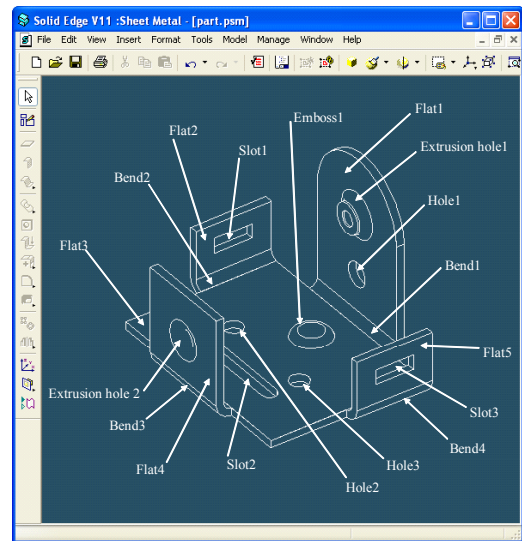 Solid Edge V11 :Sheet Metal - [part.psm]
File Edit View Insert Format Tools Model Manage Window Help
Emboss1
Flat1
Flat2
Slot1
Extrusion hole1
Bend2
Hole1
Flat3
Bend1
Flat5
Extrusion hole 2
Slot3
Bend3
Bend4
Flat4
Slot2
Hole3
Hole2